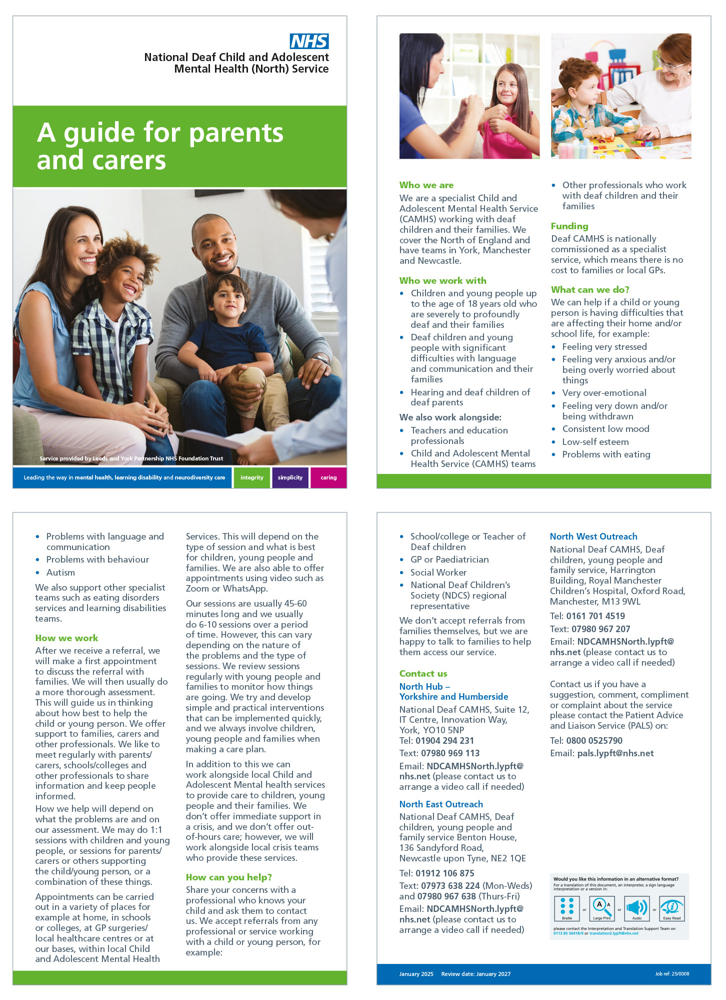 NHS
National Deaf Child and Adolescent
Mental Health (North) Service
A guide for parents
and carers
Service provided by Leeds and York Partnership NHS Foundation Trust
Leading the way in mental health, learning disability and neurodiversity care
integrity
simplicity
caring
Who we are
We are a specialist Child and
Adolescent Mental Health Service
(CAMHS) working with deaf
children and their families. We
cover the North of England and
have teams in York, Manchester
and Newcastle.
Who we work with
• Children and young people up
to the age of 18 years old who
are severely to profoundly
deaf and their families
• Deaf children and young
people with significant
difficulties with language
and communication and their
families
• Hearing and deaf children of
deaf parents
We also work alongside:
• Teachers and education
professionals
• Child and Adolescent Mental
Health Service (CAMHS) teams
• Other professionals who work
with deaf children and their
families
Funding
Deaf CAMHS is nationally
commissioned as a specialist
service, which means there is no
cost to families or local GPs.
What can we do?
We can help if a child or young
person is having difficulties that
are affecting their home and/or
school life, for example:
• Feeling very stressed
• Feeling very anxious and/or
being overly worried about
things
• Very over-emotional
• Feeling very down and/or
being withdrawn
• Consistent low mood
• Low-self esteem
• Problems with eating
• Problems with language and
communication
• Problems with behaviour
• Autism
We also support other specialist
teams such as eating disorders
services and learning disabilities
teams.
How we work
After we receive a referral, we
will make a first appointment
to discuss the referral with
families. We will then usually do
a more thorough assessment.
This will guide us in thinking
about how best to help the
child or young person. We offer
support to families, carers and
other professionals. We like to
meet regularly with parents/
carers, schools/colleges and
other professionals to share
information and keep people
informed.
How we help will depend on
what the problems are and on
our assessment. We may do 1:1
sessions with children and young
people, or sessions for parents/
carers or others supporting
the child/young person, or a
combination of these things.
Appointments can be carried
out in a variety of places for
example at home, in schools
or colleges, at GP surgeries/
local healthcare centres or at
our bases, within local Child
and Adolescent Mental Health
Services. This will depend on the
type of session and what is best
for children, young people and
families. We are also able to offer
appointments using video such as
Zoom or WhatsApp.
Our sessions are usually 45-60
minutes long and we usually
do 6-10 sessions over a period
of time. However, this can vary
depending on the nature of
the problems and the type of
sessions. We review sessions
regularly with young people and
families to monitor how things
are going. We try and develop
simple and practical interventions
that can be implemented quickly,
and we always involve children,
young people and families when
making a care plan.
In addition to this we can
work alongside local Child and
Adolescent Mental health services
to provide care to children, young
people and their families. We
don't offer immediate support in
a crisis, and we don't offer out-
of-hours care; however, we will
work alongside local crisis teams
who provide these services.
How can you help?
Share your concerns with a
professional who knows your
child and ask them to contact
us. We accept referrals from any
professional or service working
with a child or young person, for
example:
• School/college or Teacher of
Deaf children
• GP or Paediatrician
• Social Worker
• National Deaf Children's
Society (NDCS) regional
representative
We don't accept referrals from
families themselves, but we are
happy to talk to families to help
them access our service.
Contact us
North Hub –
Yorkshire and Humberside
National Deaf CAMHS, Suite 12,
IT Centre, Innovation Way,
York, YO10 5NP
Tel: 01904 294 231
Text: 07980 969 113
Email: NDCAMHSNorth.lypft@
nhs.net (please contact us to
arrange a video call if needed)
North East Outreach
National Deaf CAMHS, Deaf
children, young people and
family service Benton House,
136 Sandyford Road,
Newcastle upon Tyne, NE2 1QE
Tel: 01912 106 875
Text: 07973 638 224 (Mon-Weds)
and 07980 967 638 (Thurs-Fri)
Email: NDCAMHSNorth.lypft@
nhs.net (please contact us to
arrange a video call if needed)
North West Outreach
National Deaf CAMHS, Deaf
children, young people and
family service, Harrington
Building, Royal Manchester
Children's Hospital, Oxford Road,
Manchester, M13 9WL
Tel: 0161 701 4519
Text: 07980 967 207
Email: NDCAMHSNorth.lypft@
nhs.net (please contact us to
arrange a video call if needed)
Contact us if you have a
suggestion, comment, compliment
or complaint about the service
please contact the Patient Advice
and Liaison Service (PALS) on:
Tel: 0800 0525790
Email: pals.lypft@nhs.net
Would you like this information in an alternative format?
For a translation of this document, an interpreter, a sign language
interpretation or a version in:
A A
Braille or Large Print or Audio or Easy Read
please contact the Interpretation and Translation Support Team on
0113 85 56418/9 or translation2.lypft@nhs.net
January 2025 Review date: January 2027
Job ref: 25/0008